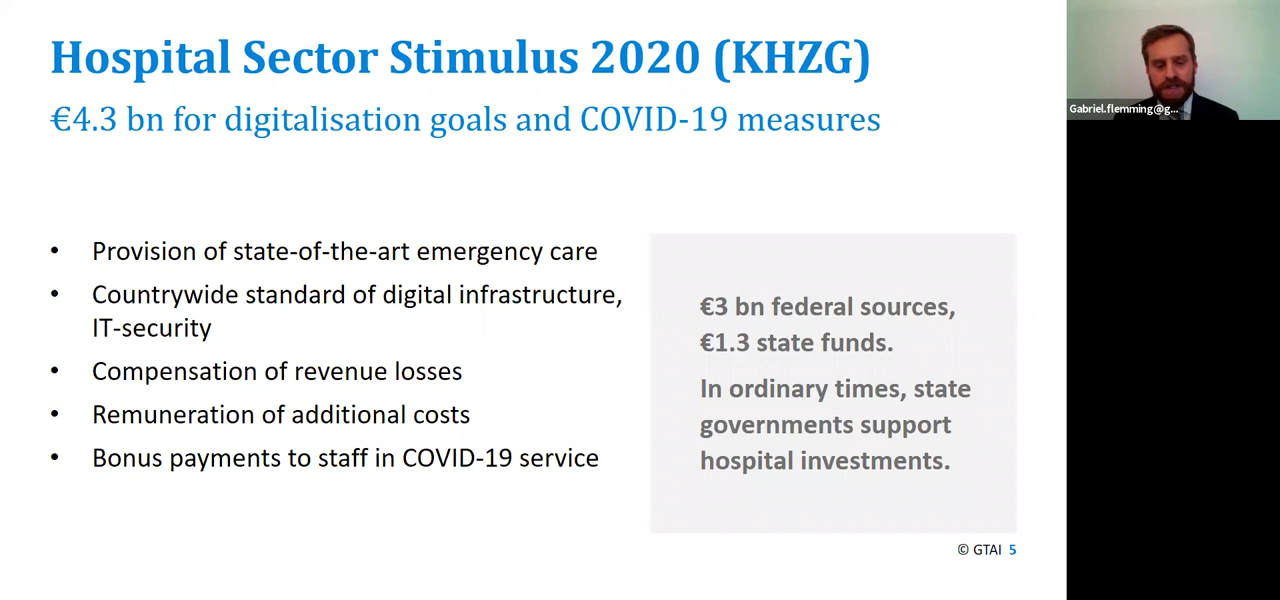 Hospital Sector Stimulus 2020 (KHZG)
€4.3 bn for digitalisation goals and COVID-19 measures
• Provision of state-of-the-art emergency care
• Countrywide standard of digital infrastructure,
IT-security
• Compensation of revenue losses
• Remuneration of additional costs
• Bonus payments to staff in COVID-19 service
€3 bn federal sources,
€1.3 state funds.
In ordinary times, state
governments support
hospital investments.
© GTAI 5
Gabriel.flemming@g...